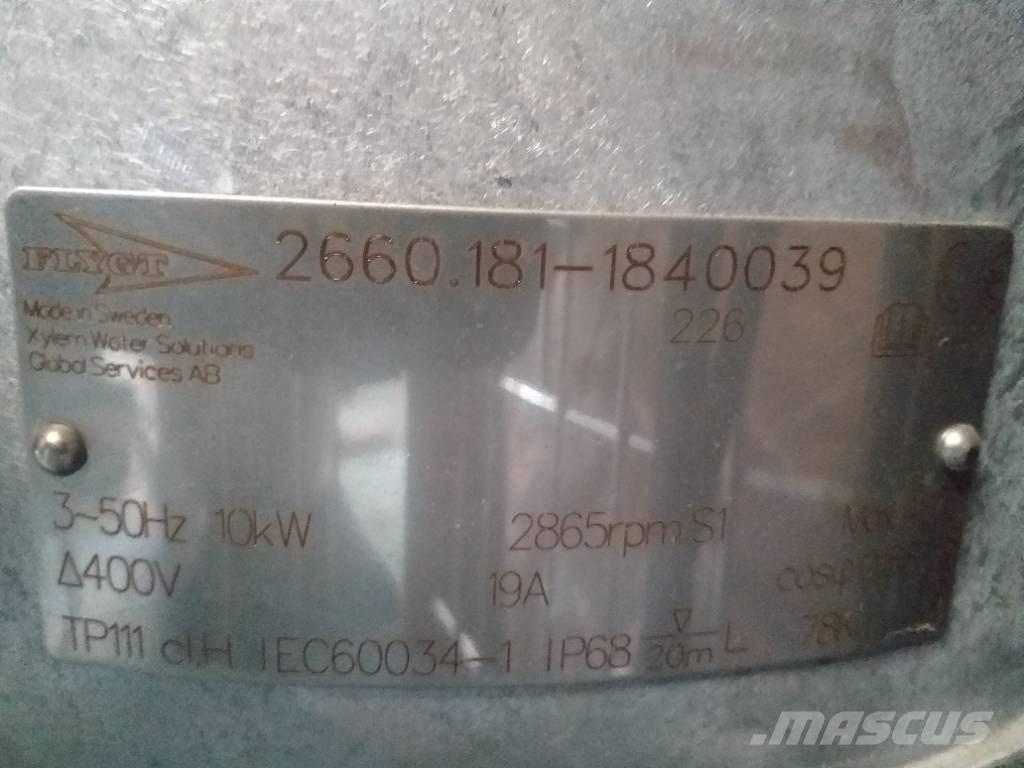 FLYGT 2660.181-1840039
226
Made in Sweden
Xylem Water Solutions
Global Services AB
3~50Hz 10kW 2865rpm S1
Δ400V 19A cosφ
TP111 cl.H IEC60034-1 IP68 ▽ 20m L
MASCUS